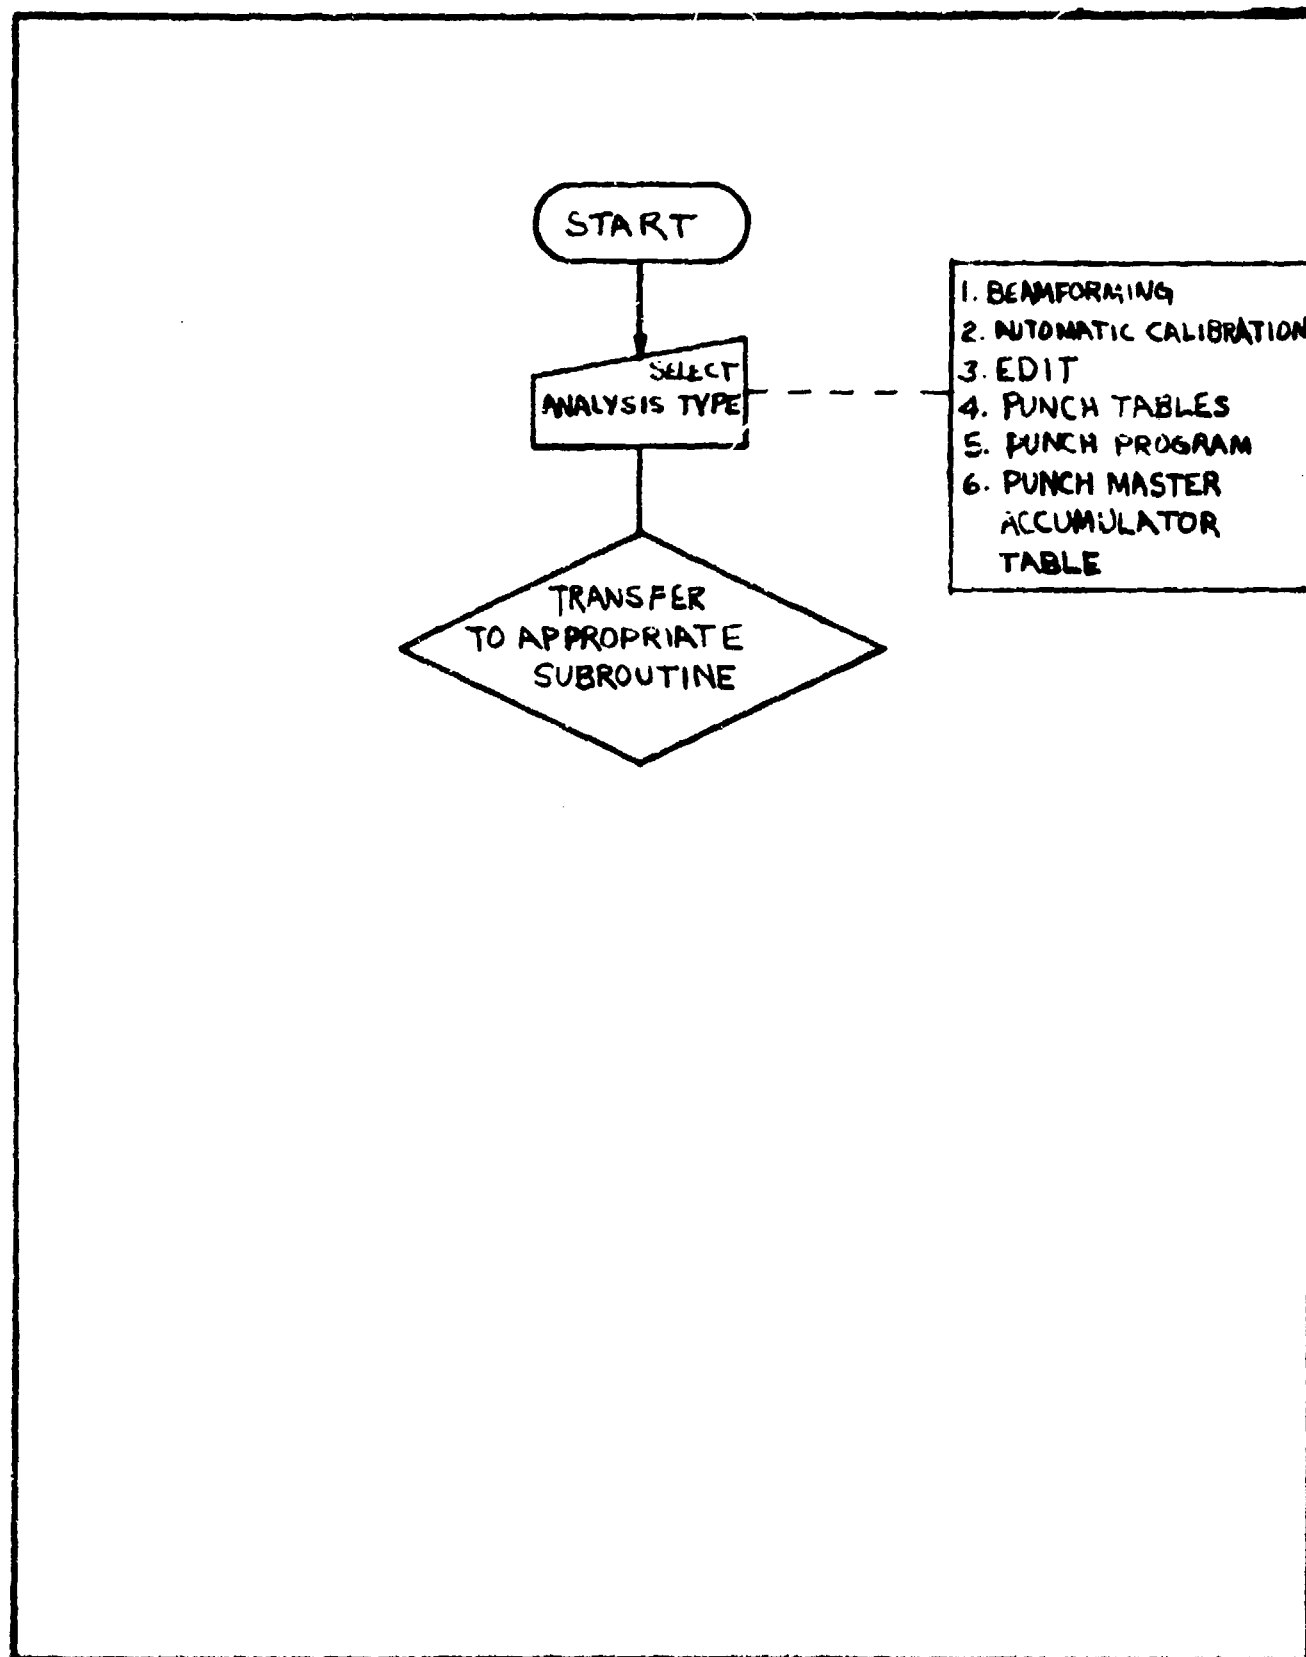 START
SELECT
ANALYSIS TYPE
1. BEAMFORMING
2. AUTOMATIC CALIBRATION
3. EDIT
4. PUNCH TABLES
5. PUNCH PROGRAM
6. PUNCH MASTER
ACCUMULATOR
TABLE
TRANSFER
TO APPROPRIATE
SUBROUTINE